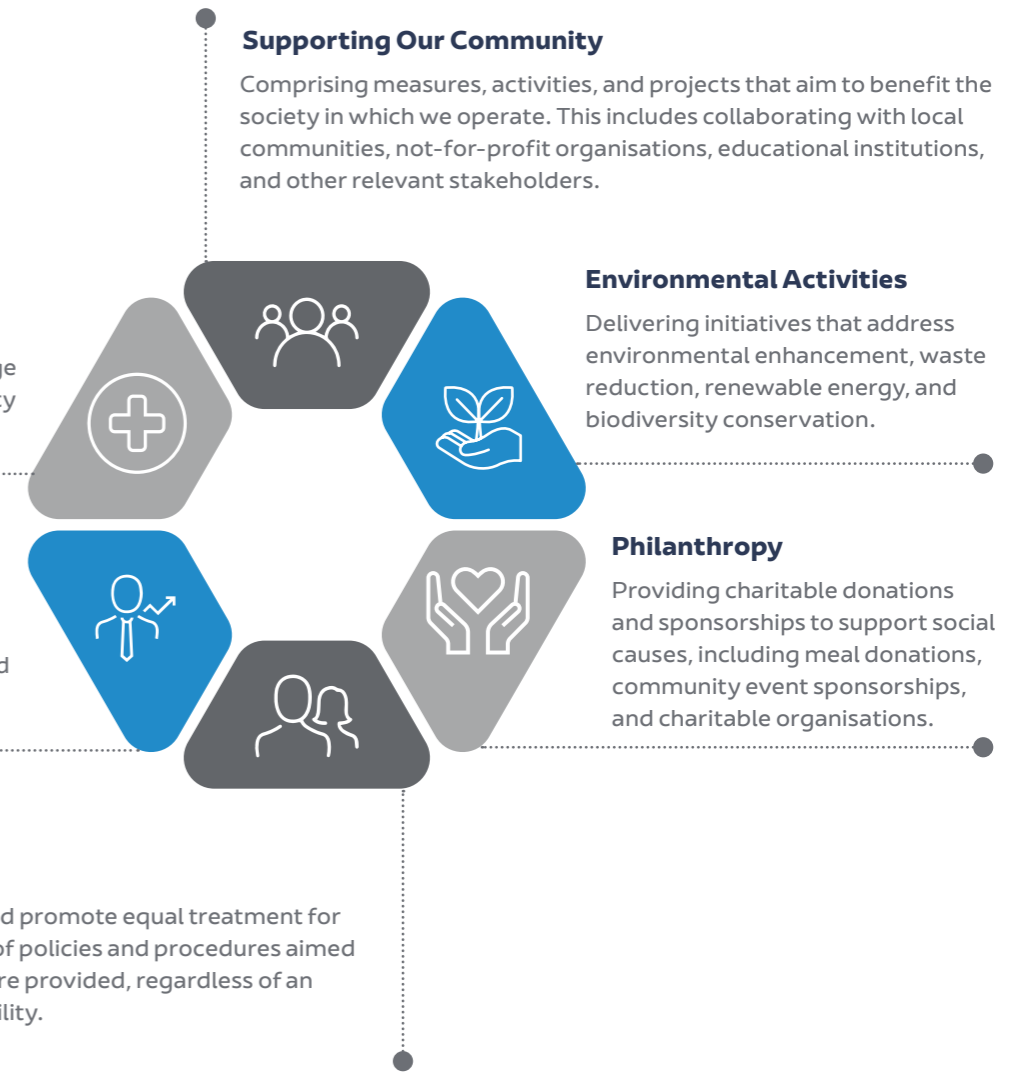 Supporting Our Community
Comprising measures, activities, and projects that aim to benefit the
society in which we operate. This includes collaborating with local
communities, not-for-profit organisations, educational institutions,
and other relevant stakeholders.
Environmental Activities
Delivering initiatives that address
environmental enhancement, waste
reduction, renewable energy, and
biodiversity conservation.
Philanthropy
Providing charitable donations
and sponsorships to support social
causes, including meal donations,
community event sponsorships,
and charitable organisations.
promote equal treatment for
of policies and procedures aimed
provided, regardless of an